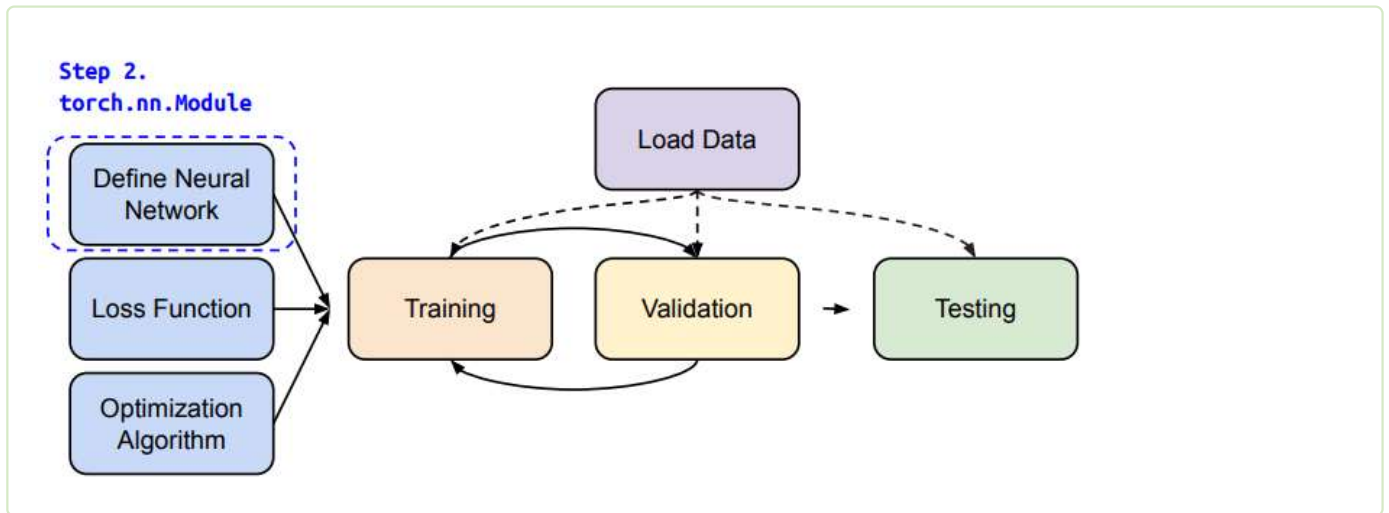 Step 2.
torch.nn.Module
Load Data
Define Neural
Network
Loss Function
Training
Validation
Testing
Optimization
Algorithm